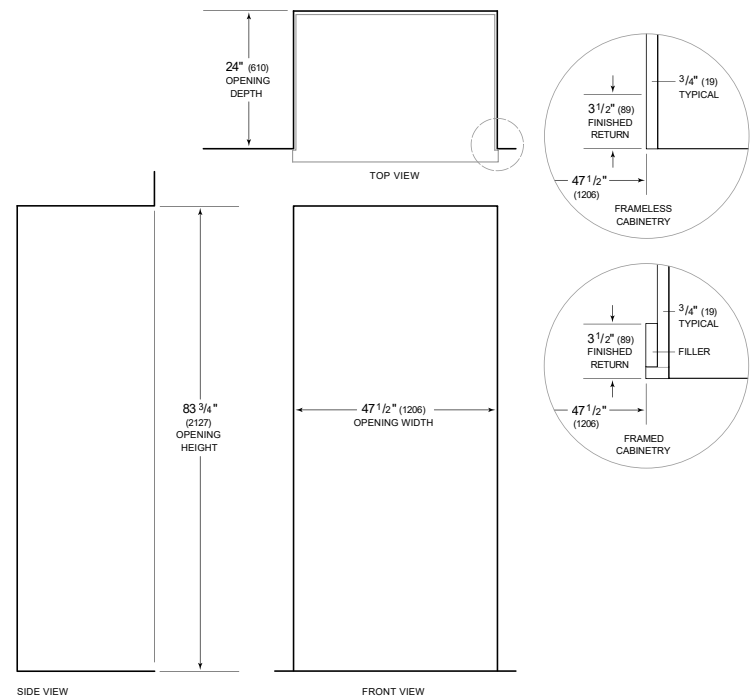 24" (610)
OPENING
DEPTH
TOP VIEW
3/4" (19)
TYPICAL
3 1/2" (89)
FINISHED
RETURN
47 1/2"
(1206)
FRAMELESS
CABINETRY
3/4" (19)
TYPICAL
3 1/2" (89)
FINISHED
RETURN
FILLER
47 1/2"
(1206)
FRAMED
CABINETRY
83 3/4"
(2127)
OPENING
HEIGHT
47 1/2" (1206)
OPENING WIDTH
SIDE VIEW
FRONT VIEW